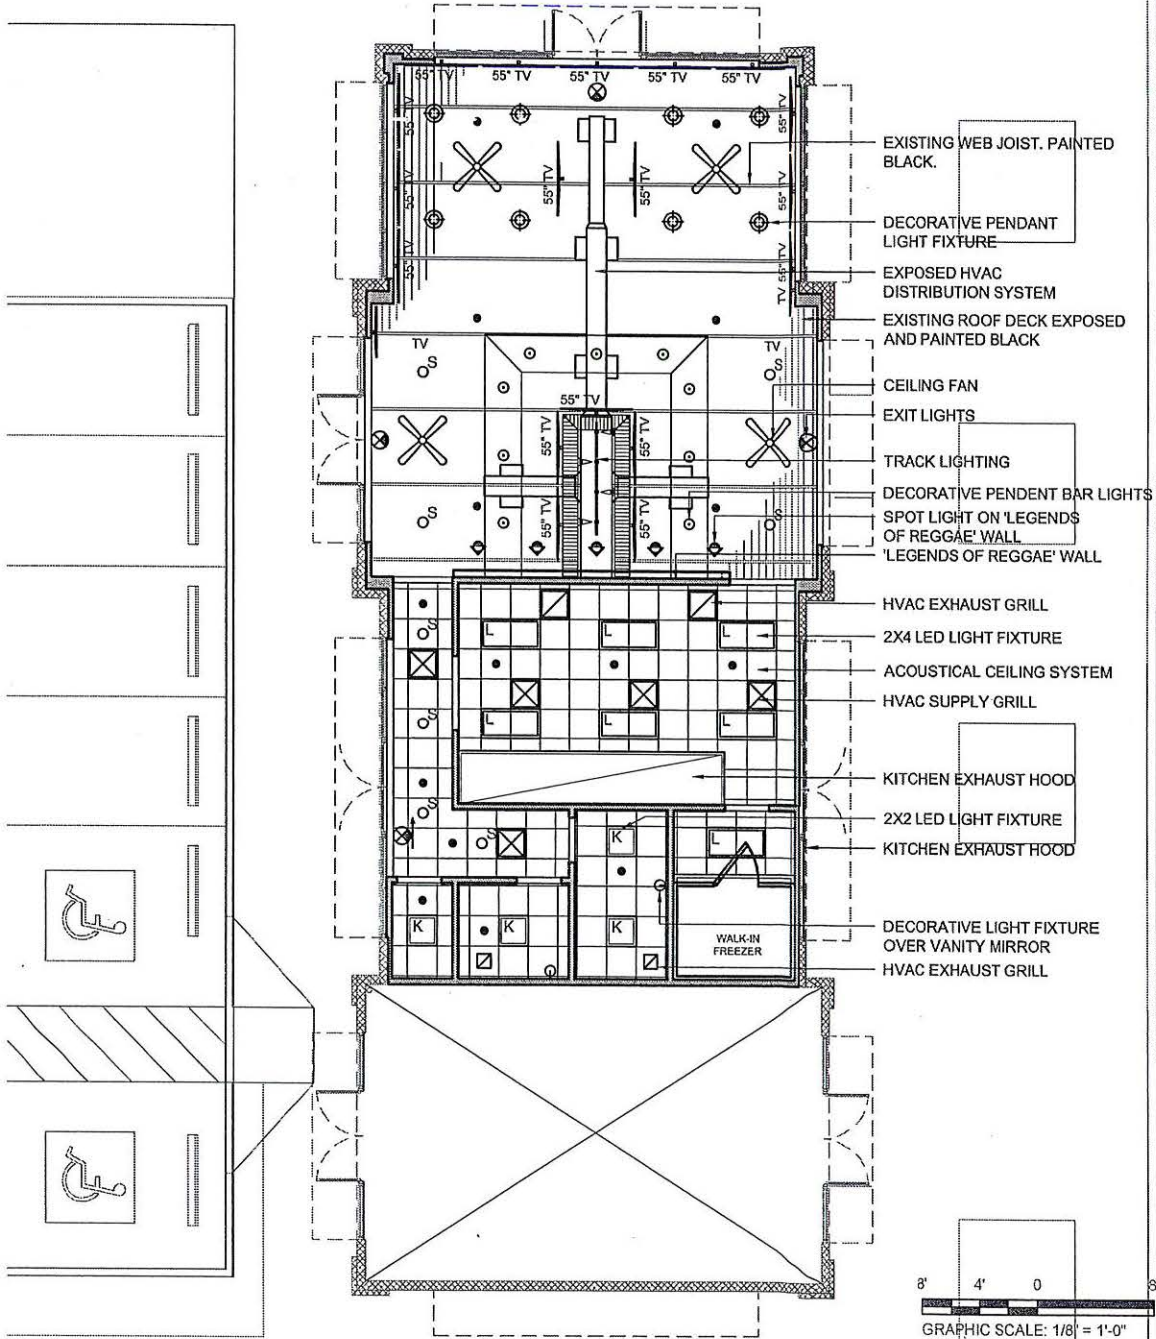 55" TV 55" TV 55" TV 55" TV 55" TV
55" TV
55" TV
55" TV
55" TV
55" TV
55" TV
55" TV
55" TV
TV
TV
TV
S
S
55" TV
55" TV
55" TV
55" TV
55" TV
S
S
EXISTING WEB JOIST. PAINTED
BLACK.
DECORATIVE PENDANT
LIGHT FIXTURE
EXPOSED HVAC
DISTRIBUTION SYSTEM
EXISTING ROOF DECK EXPOSED
AND PAINTED BLACK
CEILING FAN
EXIT LIGHTS
TRACK LIGHTING
DECORATIVE PENDENT BAR LIGHTS
SPOT LIGHT ON 'LEGENDS
OF REGGAE' WALL
'LEGENDS OF REGGAE' WALL
HVAC EXHAUST GRILL
2X4 LED LIGHT FIXTURE
ACOUSTICAL CEILING SYSTEM
HVAC SUPPLY GRILL
KITCHEN EXHAUST HOOD
2X2 LED LIGHT FIXTURE
KITCHEN EXHAUST HOOD
DECORATIVE LIGHT FIXTURE
OVER VANITY MIRROR
HVAC EXHAUST GRILL
S
L L L
S
L L L
S
S
K
L
K
K
K
WALK-IN
FREEZER
8' 4' 0 8
GRAPHIC SCALE: 1/8" = 1'-0"